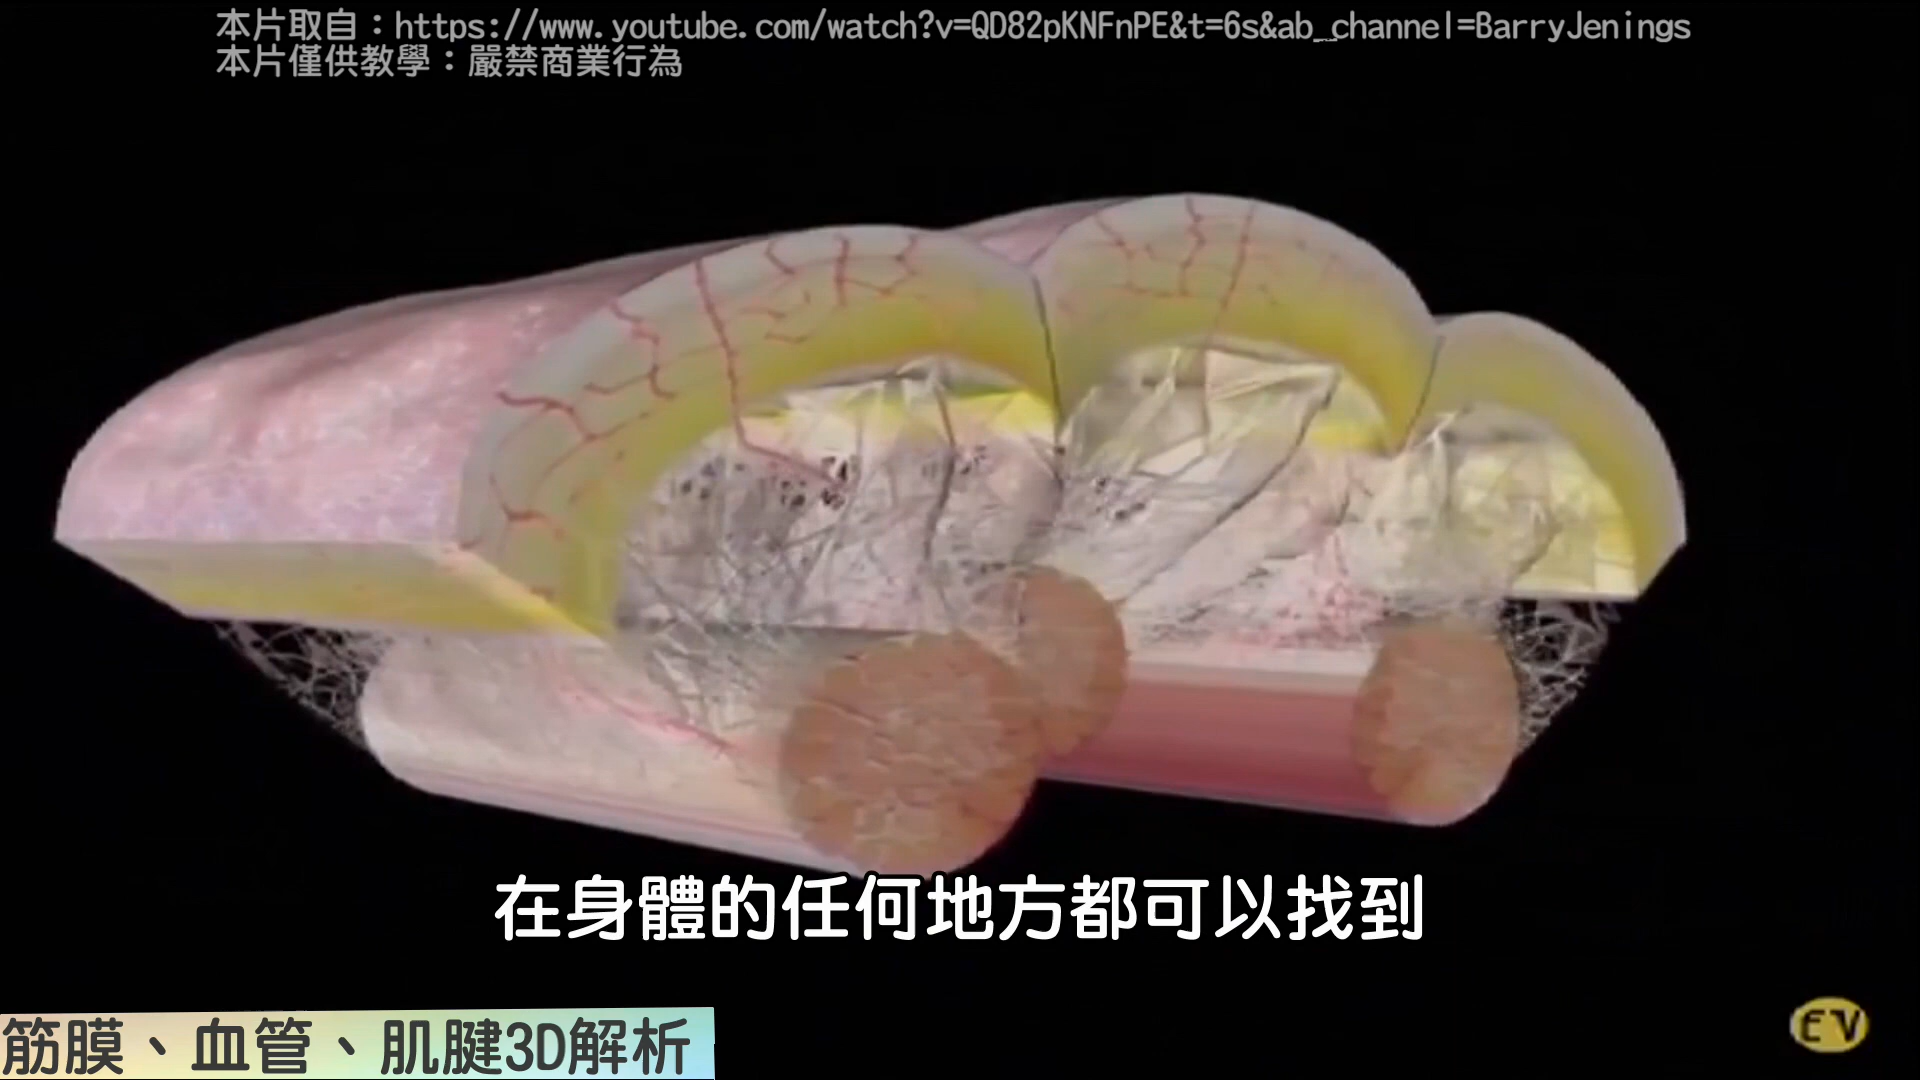 本片取自：https://www.youtube.com/watch?v=QD82pKNFnPE&t=6s&ab_channel=BarryJenings
本片僅供教學：嚴禁商業行為
在身體的任何地方都可以找到
筋膜、血管、肌腱3D解析
EV